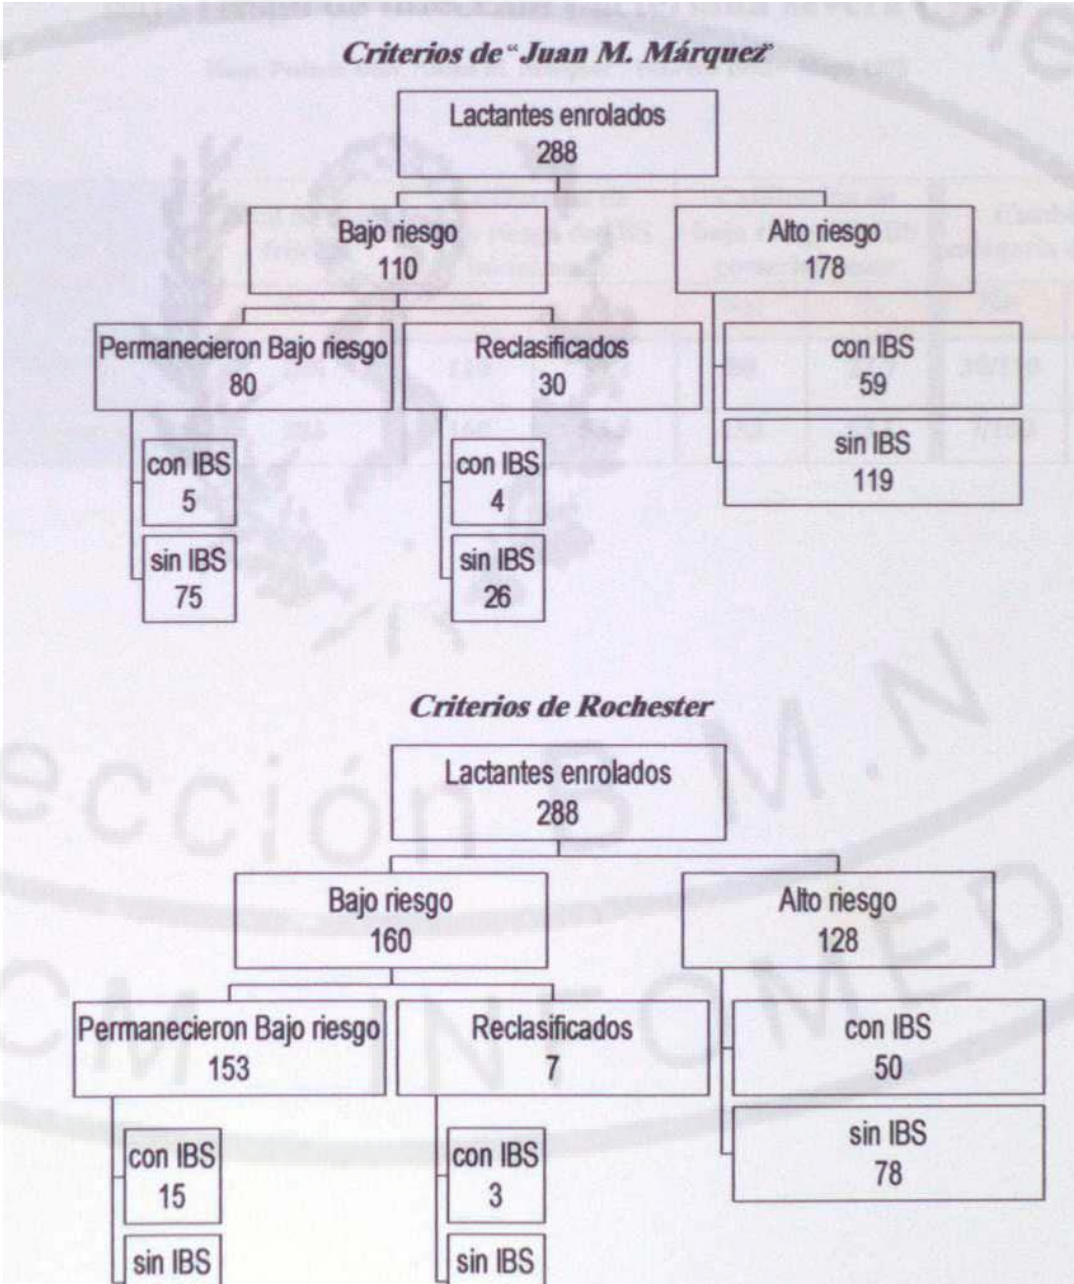 Criterios de “Juan M. Márquez”
Lactantes enrolados
288
Bajo riesgo
110
Alto riesgo
178
Permanecieron Bajo riesgo
80
Reclasificados
30
con IBS
59
sin IBS
119
con IBS
5
sin IBS
75
con IBS
4
sin IBS
26
Criterios de Rochester
Lactantes enrolados
288
Bajo riesgo
160
Alto riesgo
128
Permanecieron Bajo riesgo
153
Reclasificados
7
con IBS
50
sin IBS
78
con IBS
15
sin IBS
con IBS
3
sin IBS
ección B.M.N
CM INFOMED